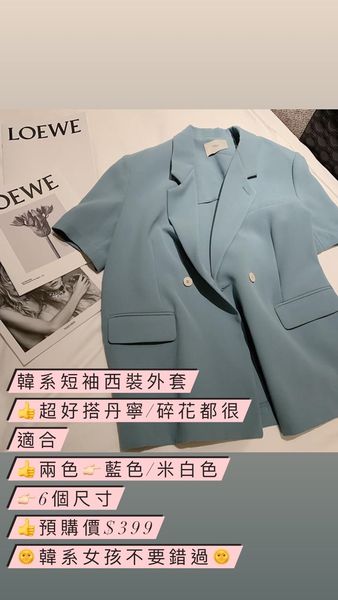 LOEWE
LOEWE
韓系短袖西裝外套
👍超好搭丹寧/碎花都很
適合
👍兩色👉藍色/米白色
👉6個尺寸
👍預購價$399
🌝韓系女孩不要錯過🌝